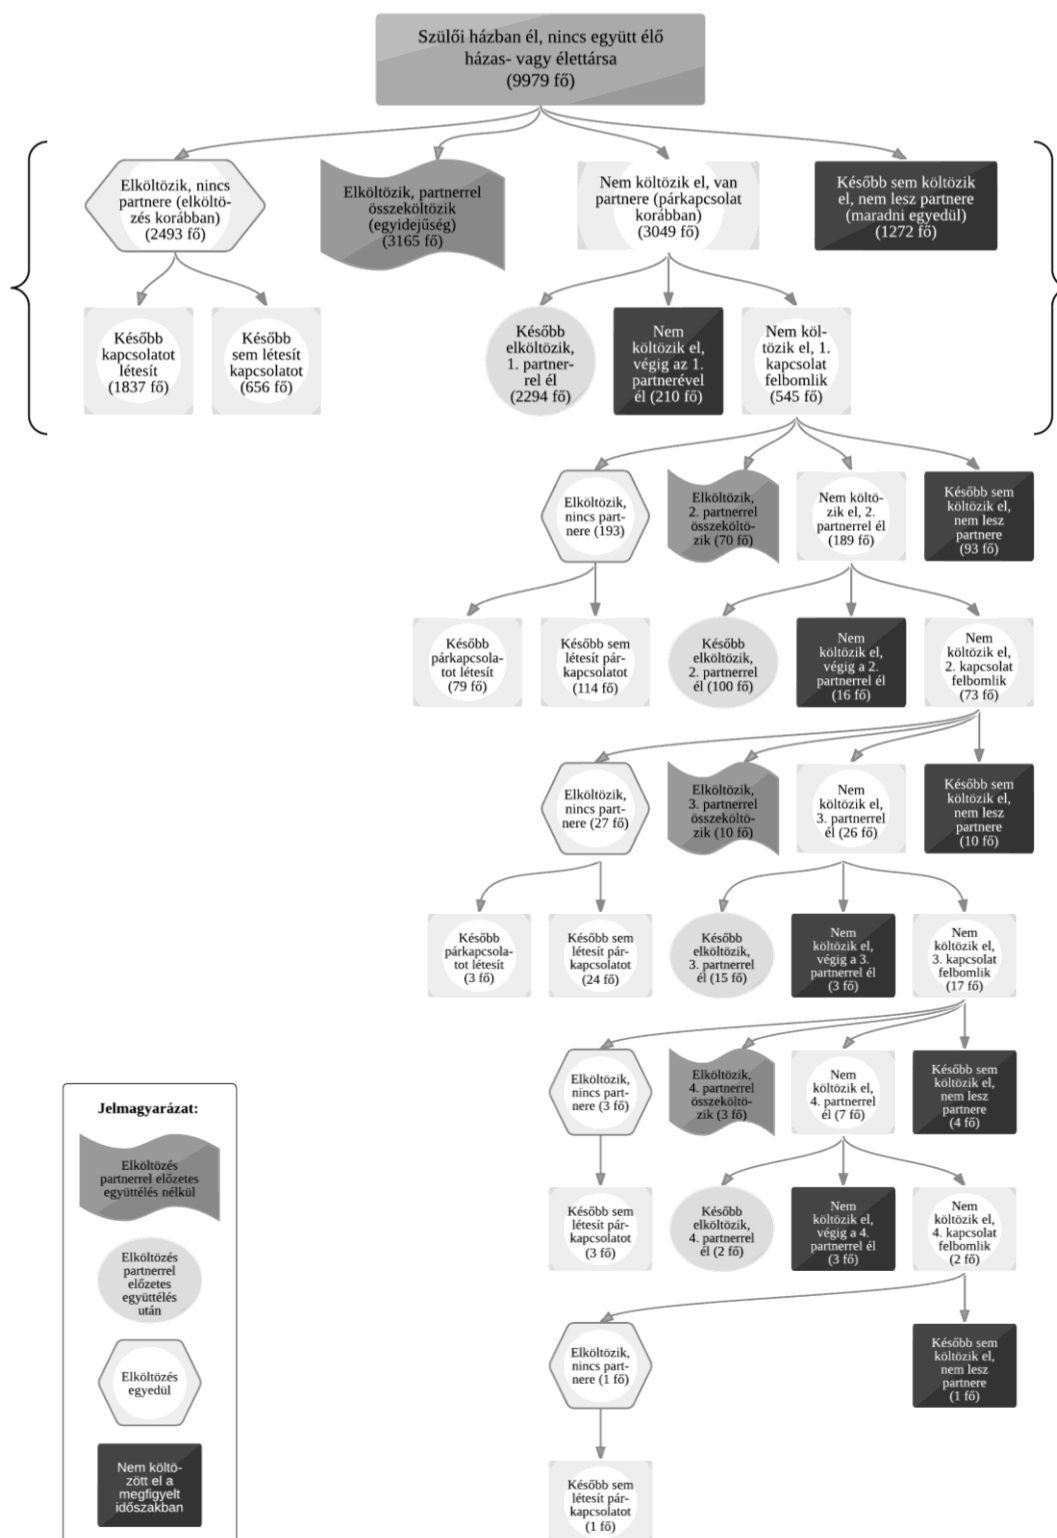 Szülői házban él, nincs együtt élő
házas- vagy élettársa
(9979 fő)
Elköltözik, nincs
partnere (elköltö-
zés korábban)
(2493 fő)
Elköltözik, partnerrel
összeköltözik
(egyidejűség)
(3165 fő)
Nem költözik el, van
partnere (párkapcsolat
korábban)
(3049 fő)
Később sem költözik
el, nem lesz partnere
(maradni egyedül)
(1272 fő)
Később
kapcsolatot
létesít
(1837 fő)
Később
sem létesít
kapcsolatot
(656 fő)
Később
elköltözik,
1. partner-
rel él
(2294 fő)
Nem
költözik el,
végig az 1.
partnerével
él (210 fő)
Nem köl-
tözik el, 1.
kapcsolat
felbomlik
(545 fő)
Elköltözik,
nincs part-
nere (193)
Elköltözik,
2. partnerrel
összeköltö-
zik (70 fő)
Nem költö-
zik el, 2.
partnerrel él
(189 fő)
Később sem
költözik el,
nem lesz
partnere
(93 fő)
Később
párkapcsola-
tot létesít
(79 fő)
Később sem
létesít pár-
kapcsolatot
(114 fő)
Később
elköltözik,
2. partnerrel
él (100 fő)
Nem
költözik el,
végig a 2.
partnerrel él
(16 fő)
Nem
költözik el,
2. kapcsolat
felbomlik
(73 fő)
Elköltözik,
nincs part-
nere (27 fő)
Elköltözik,
3. partnerrel
összeköltö-
zik (10 fő)
Nem
költözik el,
3. partnerrel
él (26 fő)
Később sem
költözik el,
nem lesz
partnere
(10 fő)
Később
párkapcsola-
tot létesít
(3 fő)
Később sem
létesít pár-
kapcsolatot
(24 fő)
Később
elköltözik,
3. partnerrel
él (15 fő)
Nem
költözik el,
végig a 3.
partnerrel él
(3 fő)
Nem
költözik el,
3. kapcsolat
felbomlik
(17 fő)
Elköltözik,
nincs part-
nere (3 fő)
Elköltözik,
4. partnerrel
összeköltö-
zik (3 fő)
Nem
költözik el,
4. partnerrel
él (7 fő)
Később sem
költözik el,
nem lesz
partnere
(4 fő)
Később sem
létesít pár-
kapcsolatot
(3 fő)
Később
elköltözik,
4. partnerrel
él (2 fő)
Nem
költözik el,
végig a 4.
partnerrel él
(3 fő)
Nem
költözik el,
4. kapcsolat
felbomlik
(2 fő)
Elköltözik,
nincs part-
nere (1 fő)
Később sem
költözik el,
nem lesz
partnere
(1 fő)
Később sem
létesít pár-
kapcsolatot
(1 fő)
Jelmagyarázat:
Elköltözés
partnerrel előzetes
együttélés nélkül
Elköltözés
partnerrel
előzetes
együttélés
után
Elköltözés
egyedül
Nem költö-
zött el a
megfigyelt
időszakban